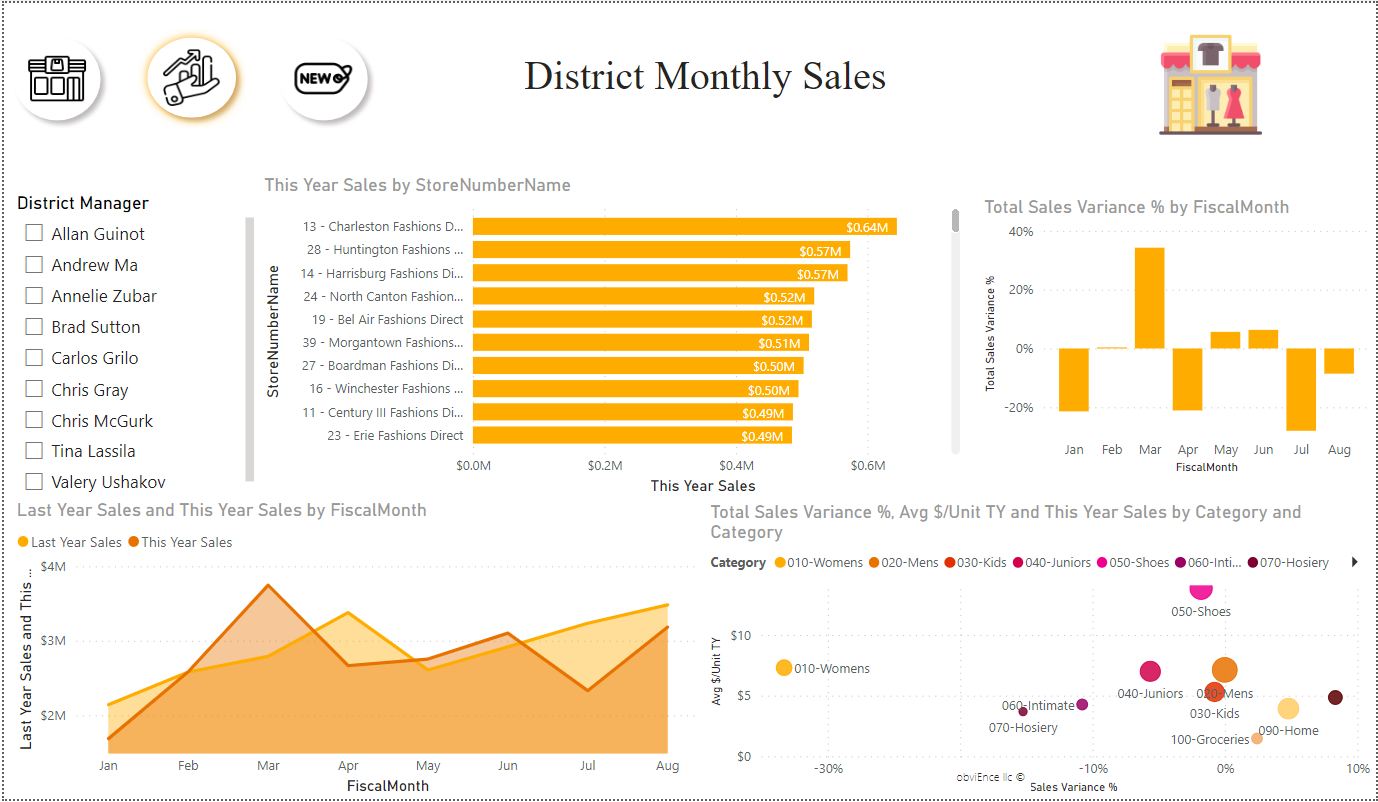 NEW
District Monthly Sales
District Manager
Allan Guinot
Andrew Ma
Annelie Zubar
Brad Sutton
Carlos Grilo
Chris Gray
Chris McGurk
Tina Lassila
Valery Ushakov
This Year Sales by StoreNumberName
StoreNumberName
13 - Charleston Fashions D... $0.64M
28 - Huntington Fashions ... $0.57M
14 - Harrisburg Fashions Di... $0.57M
24 - North Canton Fashion... $0.52M
19 - Bel Air Fashions Direct $0.52M
39 - Morgantown Fashions... $0.51M
27 - Boardman Fashions Di... $0.50M
16 - Winchester Fashions ... $0.50M
11 - Century III Fashions Di... $0.49M
23 - Erie Fashions Direct $0.49M
$0.0M $0.2M $0.4M $0.6M
This Year Sales
Total Sales Variance % by FiscalMonth
Total Sales Variance %
40%
20%
0%
-20%
Jan Feb Mar Apr May Jun Jul Aug
FiscalMonth
Last Year Sales and This Year Sales by FiscalMonth
Last Year Sales This Year Sales
Last Year Sales and This ...
$4M
$3M
$2M
Jan Feb Mar Apr May Jun Jul Aug
FiscalMonth
Total Sales Variance %, Avg $/Unit TY and This Year Sales by Category and
Category
Category 010-Womens 020-Mens 030-Kids 040-Juniors 050-Shoes 060-Inti... 070-Hosiery
Avg $/Unit TY
$10
$5
$0
050-Shoes
010-Womens
040-Juniors
020-Mens
060-Intimate
030-Kids
070-Hosiery
090-Home
100-Groceries
-30% -10% 0% 10%
obviEnce llc ©
Sales Variance %